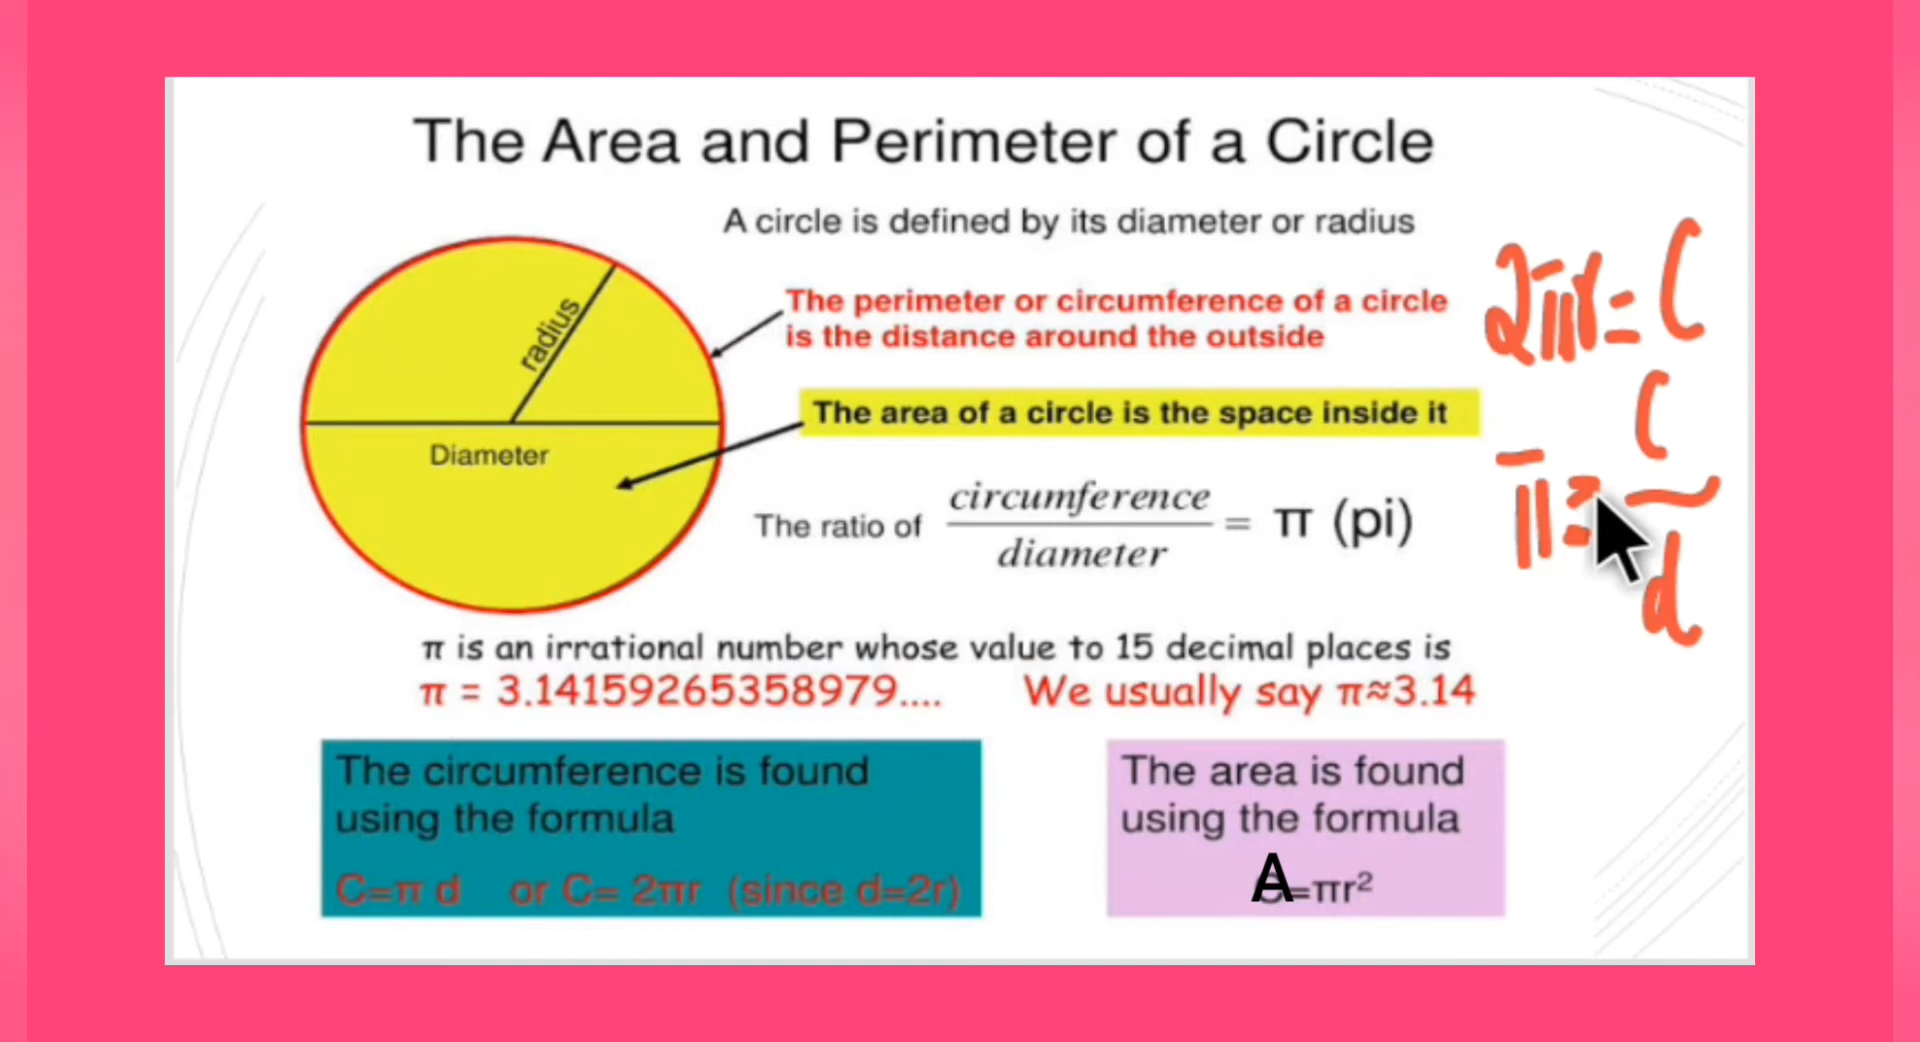 The Area and Perimeter of a Circle
A circle is defined by its diameter or radius
radius
Diameter
The perimeter or circumference of a circle
is the distance around the outside
The area of a circle is the space inside it
The ratio of circumference/diameter = π (pi)
2πr = C
π = C/d
π is an irrational number whose value to 15 decimal places is
π = 3.14159265358979.... We usually say π≈3.14
The circumference is found
using the formula
C=π d or C= 2πr (since d=2r)
The area is found
using the formula
A=πr²